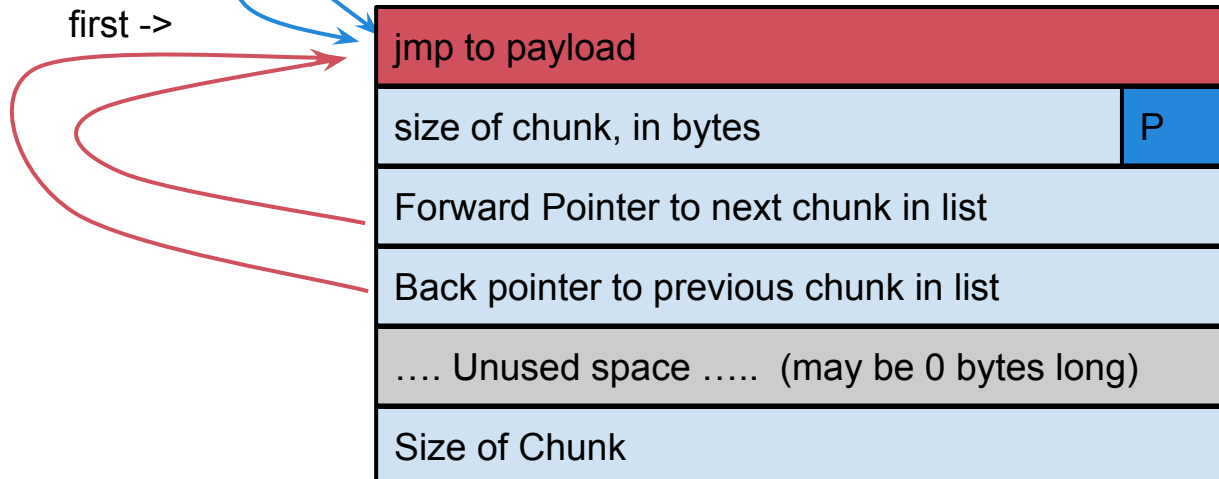 first ->
jmp to payload
size of chunk, in bytes P
Forward Pointer to next chunk in list
Back pointer to previous chunk in list
…. Unused space ….. (may be 0 bytes long)
Size of Chunk